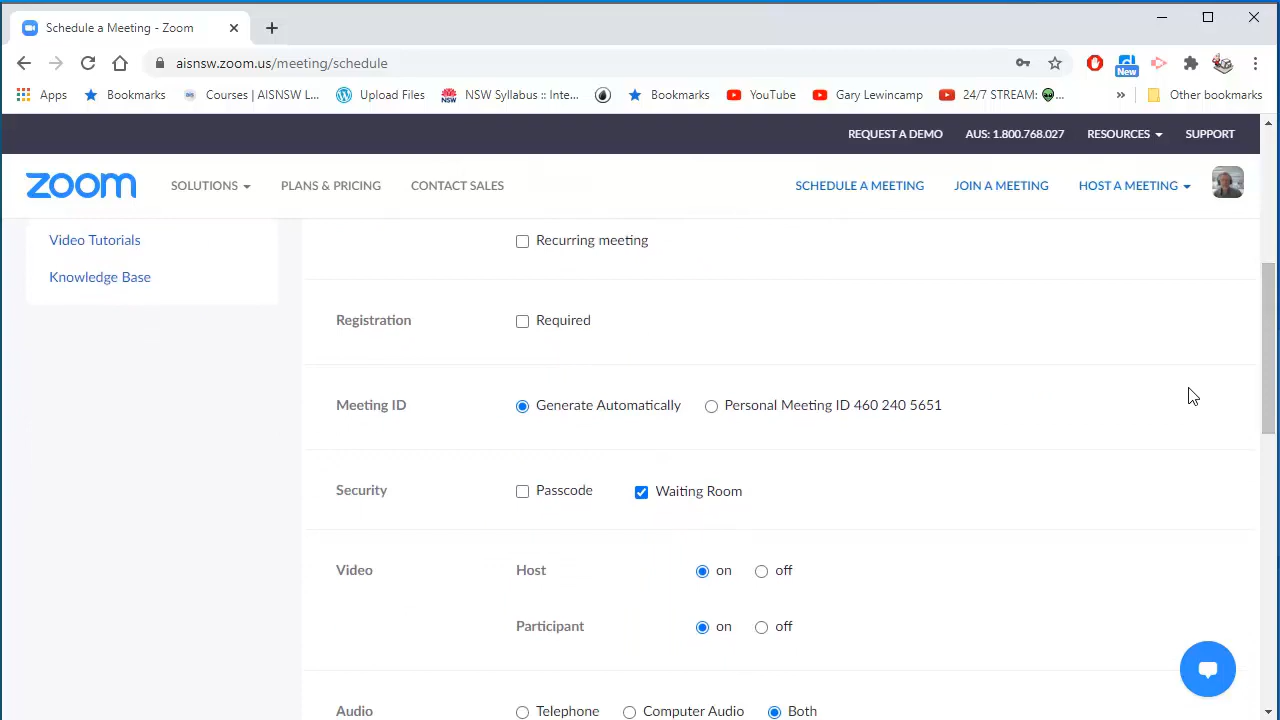 Schedule a Meeting - Zoom
aisnsw.zoom.us/meeting/schedule
New
Apps Bookmarks Courses | AISNSW L... Upload Files NSW Syllabus :: Inte... Bookmarks YouTube Gary Lewincamp 24/7 STREAM: 👽... » Other bookmarks
REQUEST A DEMO AUS: 1.800.768.027 RESOURCES SUPPORT
zoom SOLUTIONS PLANS & PRICING CONTACT SALES SCHEDULE A MEETING JOIN A MEETING HOST A MEETING
Video Tutorials
Recurring meeting
Knowledge Base
Registration Required
Meeting ID Generate Automatically Personal Meeting ID 460 240 5651
Security Passcode Waiting Room
Video Host on off
Participant on off
Audio Telephone Computer Audio Both